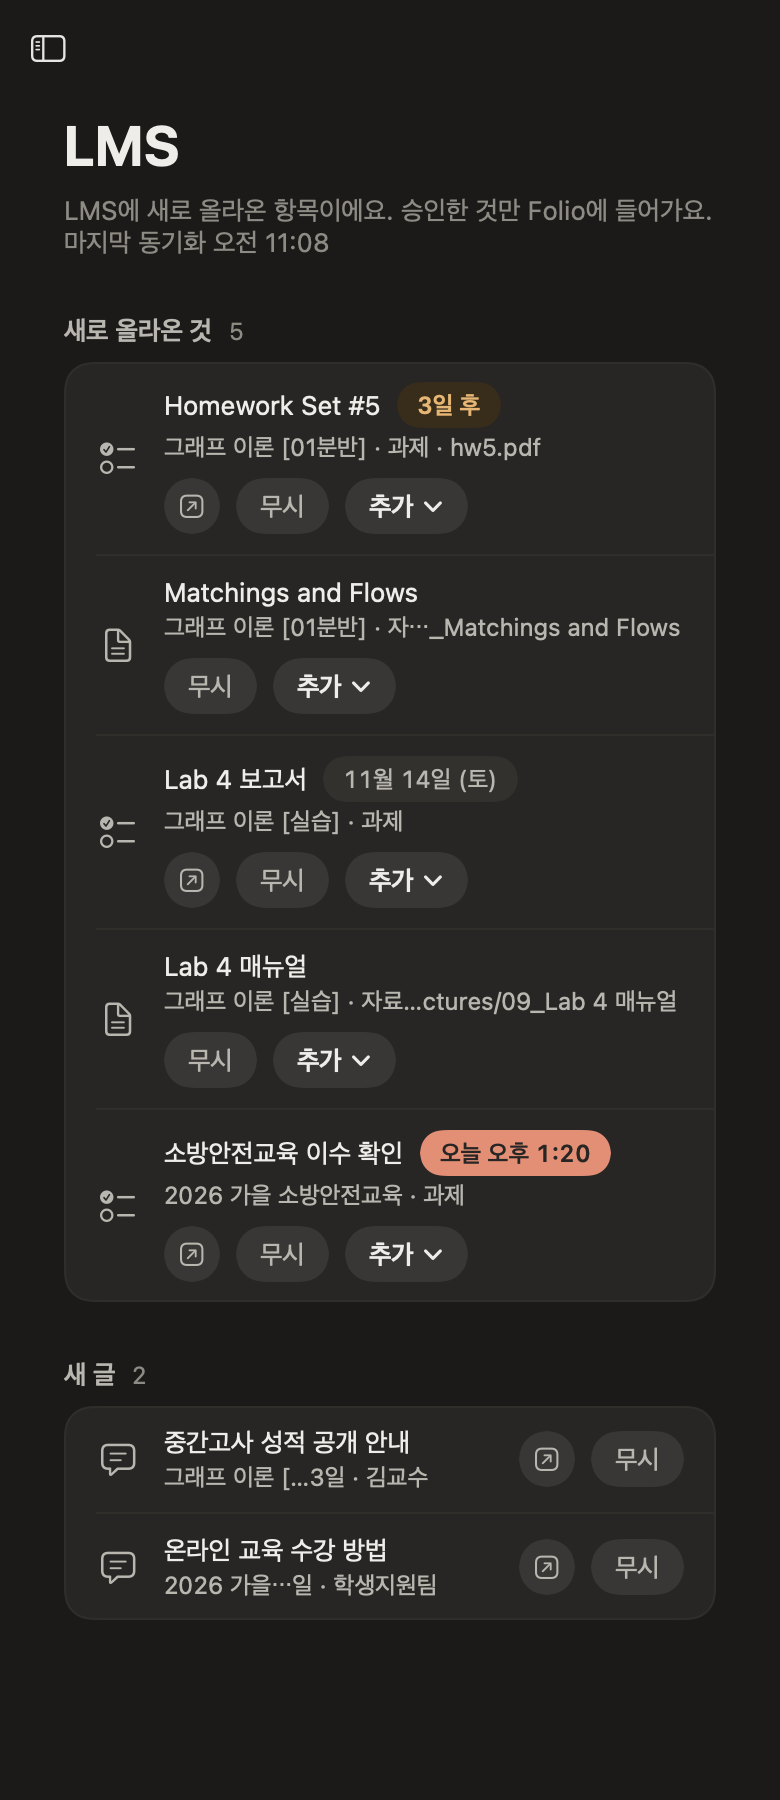 LMS
LMS에 새로 올라온 항목이에요. 승인한 것만 Folio에 들어가요.
마지막 동기화 오전 11:08
새로 올라온 것 5
Homework Set #5 3일 후
그래프 이론 [01분반] · 과제 · hw5.pdf
무시 추가
Matchings and Flows
그래프 이론 [01분반] · 자···_Matchings and Flows
무시 추가
Lab 4 보고서 11월 14일 (토)
그래프 이론 [실습] · 과제
무시 추가
Lab 4 매뉴얼
그래프 이론 [실습] · 자료...ctures/09_Lab 4 매뉴얼
무시 추가
소방안전교육 이수 확인 오늘 오후 1:20
2026 가을 소방안전교육 · 과제
무시 추가
새 글 2
중간고사 성적 공개 안내
그래프 이론 [...3일 · 김교수
무시
온라인 교육 수강 방법
2026 가을···일 · 학생지원팀
무시